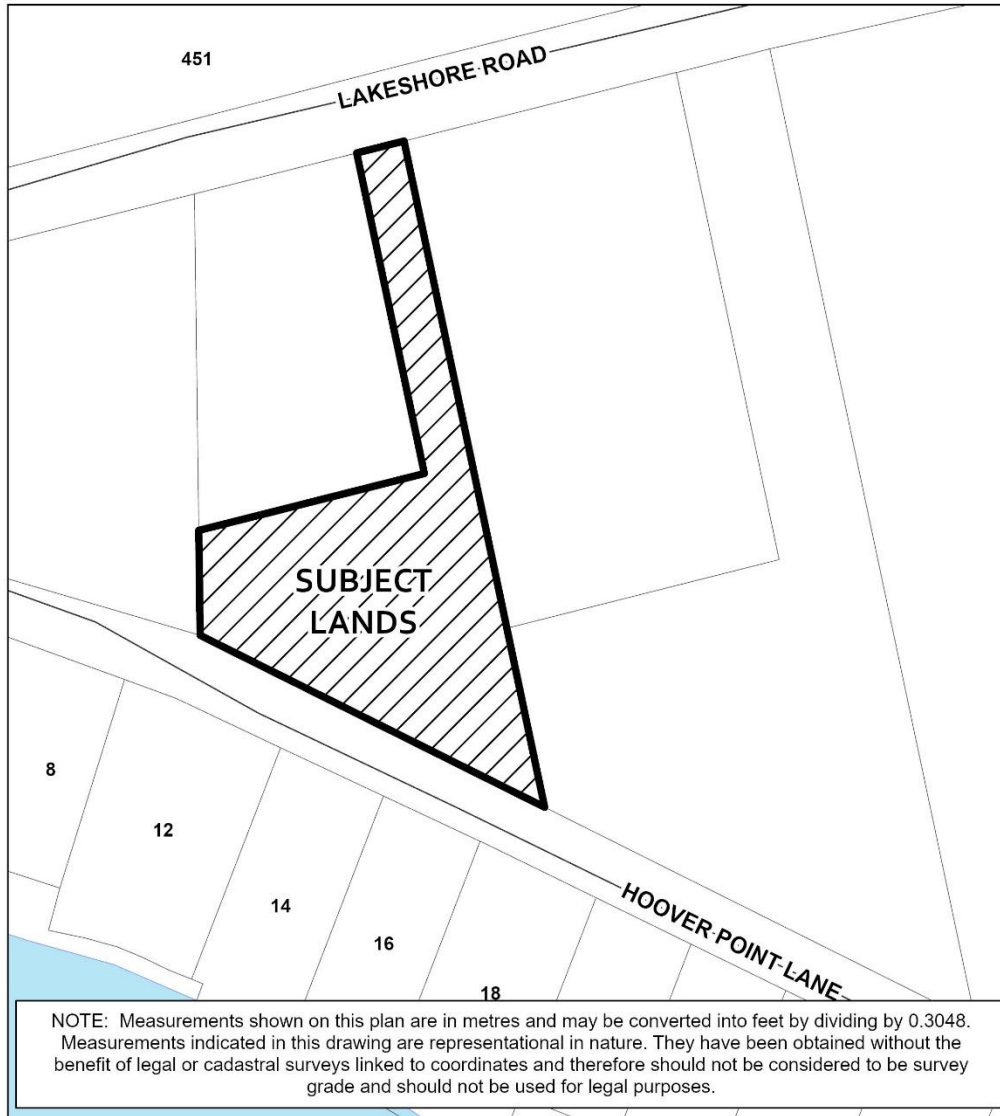 451
LAKESHORE ROAD
SUBJECT
LANDS
8
12
14
16
18
HOOVER POINT LANE
NOTE: Measurements shown on this plan are in metres and may be converted into feet by dividing by 0.3048.
Measurements indicated in this drawing are representational in nature. They have been obtained without the
benefit of legal or cadastral surveys linked to coordinates and therefore should not be considered to be survey
grade and should not be used for legal purposes.